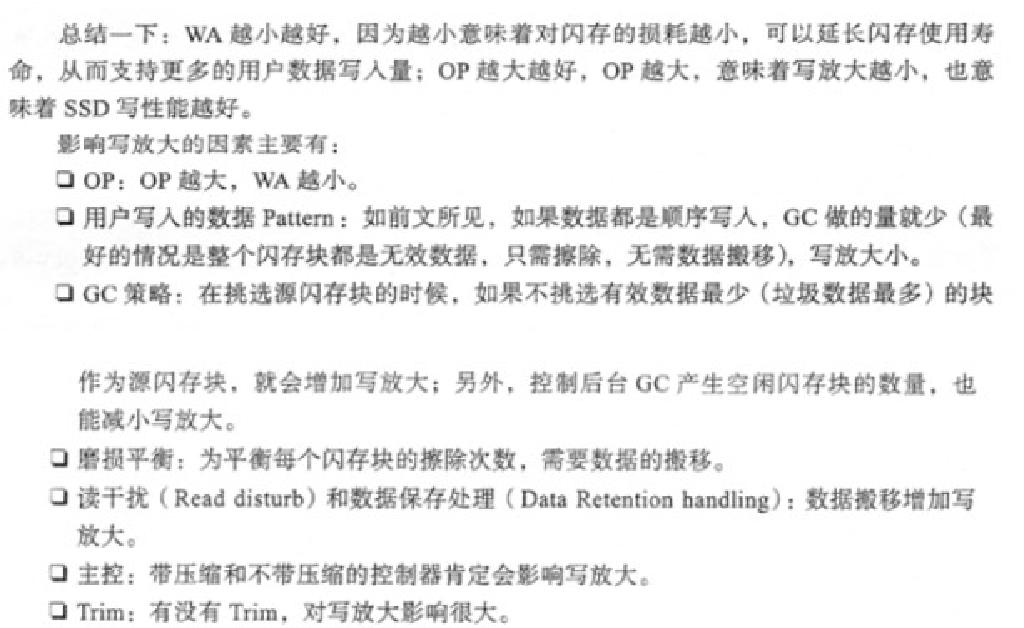 总结一下：WA 越小越好，因为越小意味着对闪存的损耗越小，可以延长闪存使用寿
命，从而支持更多的用户数据写入量；OP 越大越好，OP 越大，意味着写放大越小，也意
味着 SSD 写性能越好。
影响写放大的因素主要有：
❏ OP：OP 越大，WA 越小。
❏ 用户写入的数据 Pattern：如前文所见，如果数据都是顺序写入，GC 做的量就少（最
好的情况是整个闪存块都是无效数据，只需擦除，无需数据搬移），写放大小。
❏ GC 策略：在挑选源闪存块的时候，如果不挑选有效数据最少（垃圾数据最多）的块
作为源闪存块，就会增加写放大；另外，控制后台 GC 产生空闲闪存块的数量，也
能减小写放大。
❏ 磨损平衡：为平衡每个闪存块的擦除次数，需要数据的搬移。
❏ 读干扰（Read disturb）和数据保存处理（Data Retention handling）：数据搬移增加写
放大。
❏ 主控：带压缩和不带压缩的控制器肯定会影响写放大。
❏ Trim：有没有 Trim，对写放大影响很大。